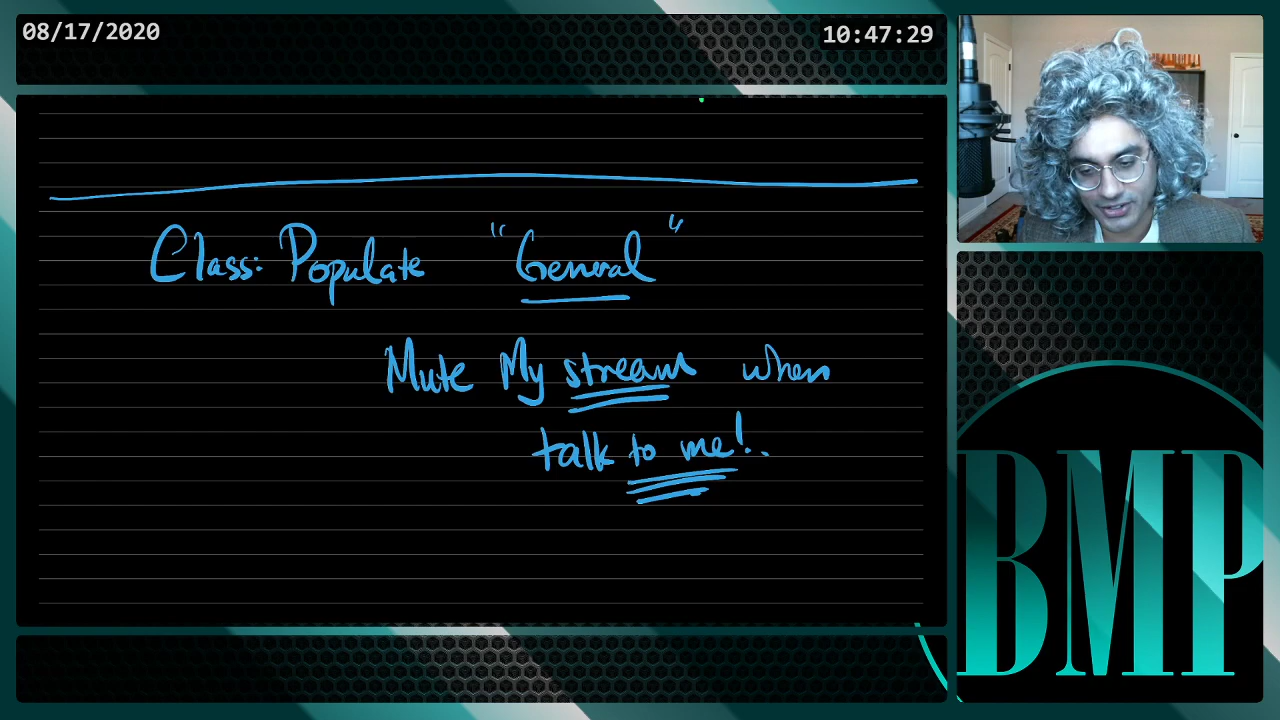 08/17/2020
10:47:29
Class: Populate "General"
Mute My stream when
talk to me!..
BMP